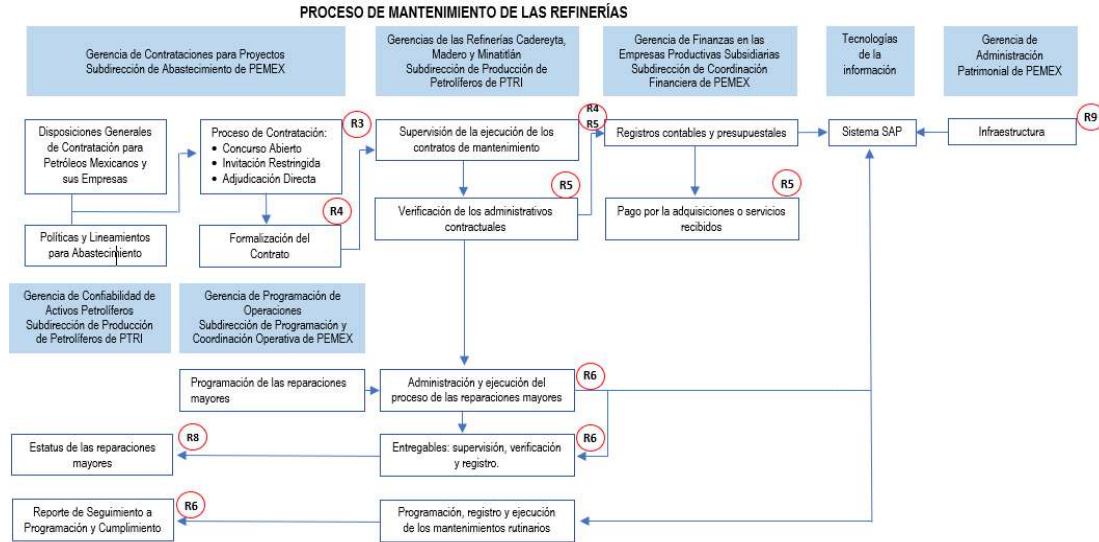 PROCESO DE MANTENIMIENTO DE LAS REFINERÍAS
Gerencia de Contrataciones para Proyectos
Subdirección de Abastecimiento de PEMEX
Gerencias de las Refinerías Cadereyta,
Madero y Minatitlán
Subdirección de Producción de
Petrolíferos de PTRI
Gerencia de Finanzas en las
Empresas Productivas Subsidiarias
Subdirección de Coordinación
Financiera de PEMEX
Tecnologías
de la
información
Gerencia de
Administración
Patrimonial de PEMEX
Disposiciones Generales
de Contratación para
Petróleos Mexicanos y
sus Empresas
Proceso de Contratación:
• Concurso Abierto
• Invitación Restringida
• Adjudicación Directa
R3
Supervisión de la ejecución de los
contratos de mantenimiento
R4
R5
Registros contables y presupuestales
Sistema SAP
Infraestructura
R9
Políticas y Lineamientos
para Abastecimiento
R4
Formalización del
Contrato
R5
Verificación de los administrativos
contractuales
R5
Pago por la adquisiciones o servicios
recibidos
Gerencia de Confiabilidad de
Activos Petrolíferos
Subdirección de Producción
de Petrolíferos de PTRI
Gerencia de Programación de
Operaciones
Subdirección de Programación y
Coordinación Operativa de PEMEX
Programación de las reparaciones
mayores
Administración y ejecución del
proceso de las reparaciones mayores
R6
Estatus de las reparaciones
mayores
R8
Entregables: supervisión, verificación
y registro.
R6
Reporte de Seguimiento a
Programación y Cumplimiento
R6
Programación, registro y ejecución
de los mantenimientos rutinarios